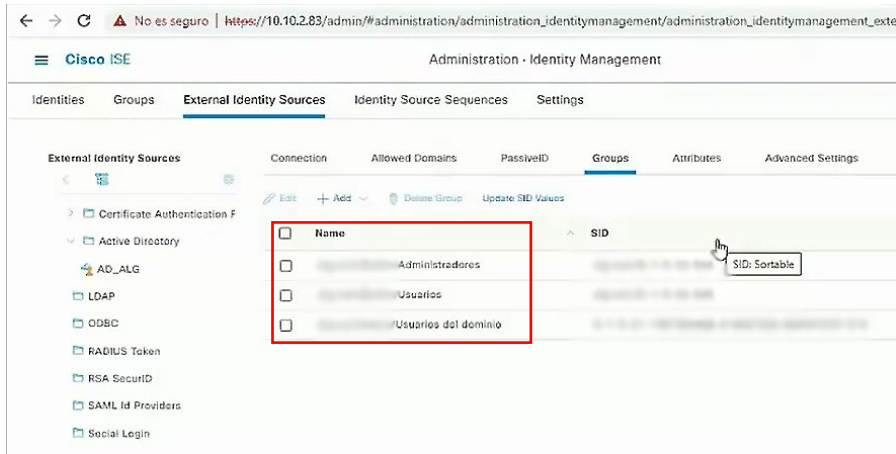 No es seguro | https://10.10.2.83/admin/#administration/administration_identitymanagement/administration_identitymanagement_exte
Cisco ISE
Administration · Identity Management
Identities Groups External Identity Sources Identity Source Sequences Settings
External Identity Sources
Connection Allowed Domains PassiveID Groups Attributes Advanced Settings
Edit + Add Delete Group Update SID Values
Certificate Authentication F
Name SID
Active Directory
/Administradores
SID: Sortable
AD_ALG
/Usuarios
LDAP
ODBC
/Usuarios del dominio
RADIUS Token
RSA SecurID
SAML Id Providers
Social Login